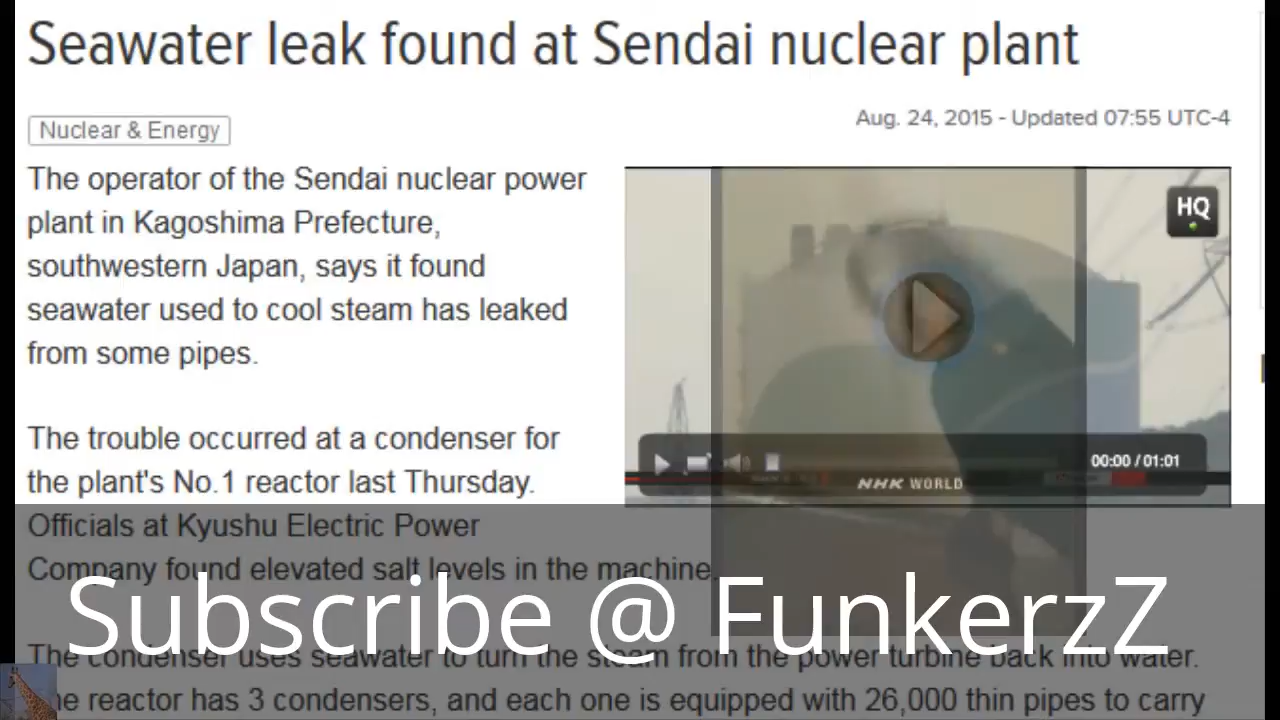 Seawater leak found at Sendai nuclear plant
Nuclear & Energy
Aug. 24, 2015 - Updated 07:55 UTC-4
The operator of the Sendai nuclear power
plant in Kagoshima Prefecture,
southwestern Japan, says it found
seawater used to cool steam has leaked
from some pipes.
HQ
00:00 / 01:01
NHK WORLD
The trouble occurred at a condenser for
the plant's No.1 reactor last Thursday.
Officials at Kyushu Electric Power
Company found elevated salt levels in the machine.
Subscribe @ FunkerzZ
The condenser uses seawater to turn the steam from the power turbine back into water.
reactor has 3 condensers, and each one is equipped with 26,000 thin pipes to carry